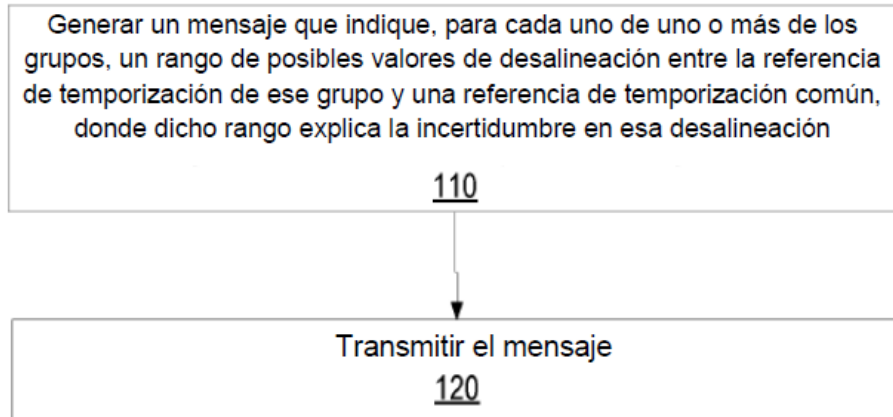 Generar un mensaje que indique, para cada uno de uno o más de los
grupos, un rango de posibles valores de desalineación entre la referencia
de temporización de ese grupo y una referencia de temporización común,
donde dicho rango explica la incertidumbre en esa desalineación
110
Transmitir el mensaje
120